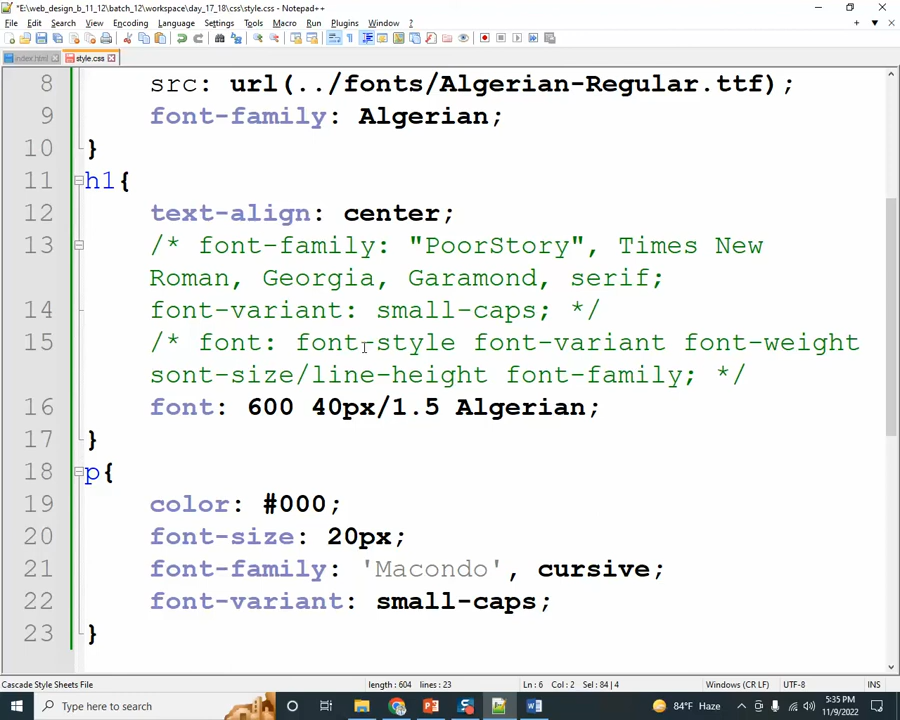 *E:\web_design_b_11_12\batch_12\workspace\day_17_18\css\style.css - Notepad++
File Edit Search View Encoding Language Settings Tools Macro Run Plugins Window ?
index.html style.css
8 src: url(../fonts/Algerian-Regular.ttf);
9 font-family: Algerian;
10 }
11 h1{
12 text-align: center;
13 /* font-family: "PoorStory", Times New
Roman, Georgia, Garamond, serif;
14 font-variant: small-caps; */
15 /* font: font-style font-variant font-weight
sont-size/line-height font-family; */
16 font: 600 40px/1.5 Algerian;
17 }
18 p{
19 color: #000;
20 font-size: 20px;
21 font-family: 'Macondo', cursive;
22 font-variant: small-caps;
23 }
Cascade Style Sheets File length : 604 lines : 23 Ln : 6 Col : 2 Sel : 84 | 4 Windows (CR LF) UTF-8 INS
Type here to search 84°F Haze 5:35 PM
11/9/2022